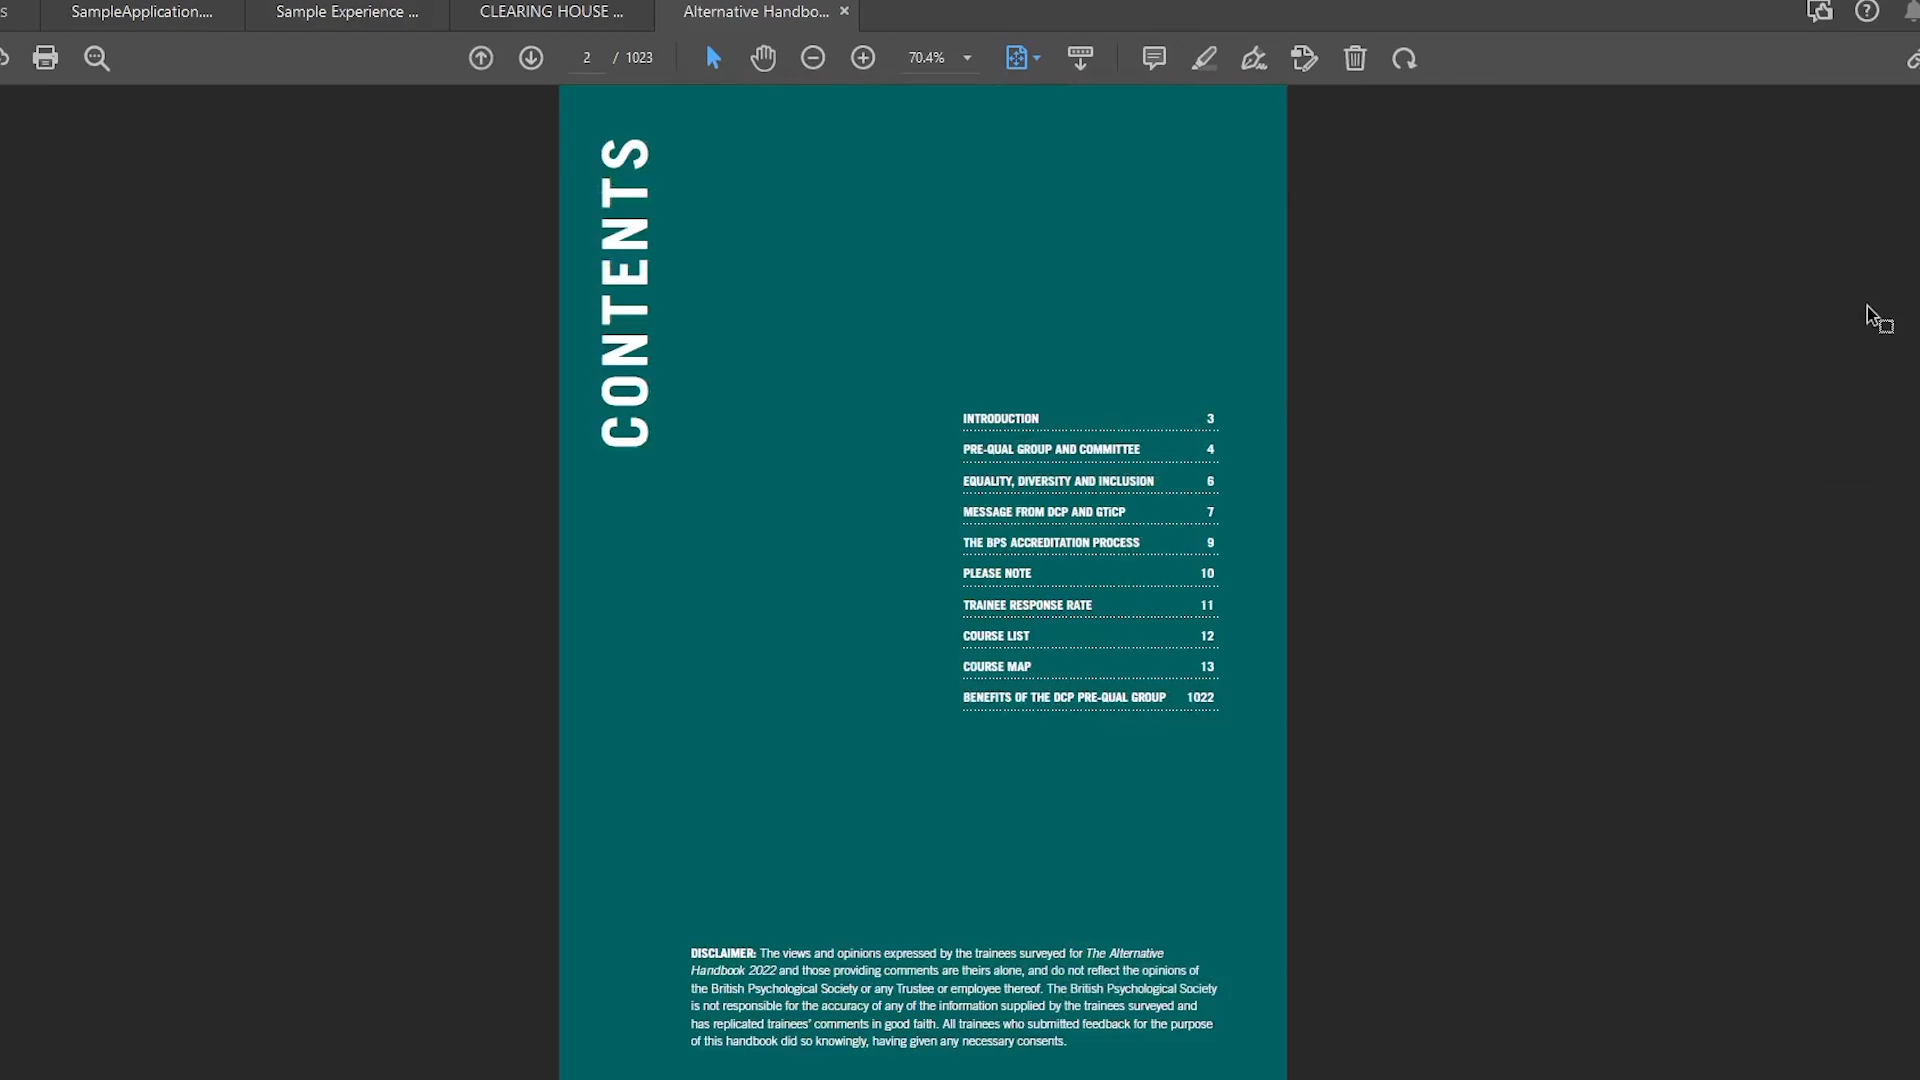 s
SampleApplication....
Sample Experience ...
CLEARING HOUSE ...
Alternative Handbo...
2 / 1023
70.4%
CONTENTS
INTRODUCTION 3
PRE-QUAL GROUP AND COMMITTEE 4
EQUALITY, DIVERSITY AND INCLUSION 6
MESSAGE FROM DCP AND GTiCP 7
THE BPS ACCREDITATION PROCESS 9
PLEASE NOTE 10
TRAINEE RESPONSE RATE 11
COURSE LIST 12
COURSE MAP 13
BENEFITS OF THE DCP PRE-QUAL GROUP 1022
DISCLAIMER: The views and opinions expressed by the trainees surveyed for The Alternative
Handbook 2022 and those providing comments are theirs alone, and do not reflect the opinions of
the British Psychological Society or any Trustee or employee thereof. The British Psychological Society
is not responsible for the accuracy of any of the information supplied by the trainees surveyed and
has replicated trainees' comments in good faith. All trainees who submitted feedback for the purpose
of this handbook did so knowingly, having given any necessary consents.